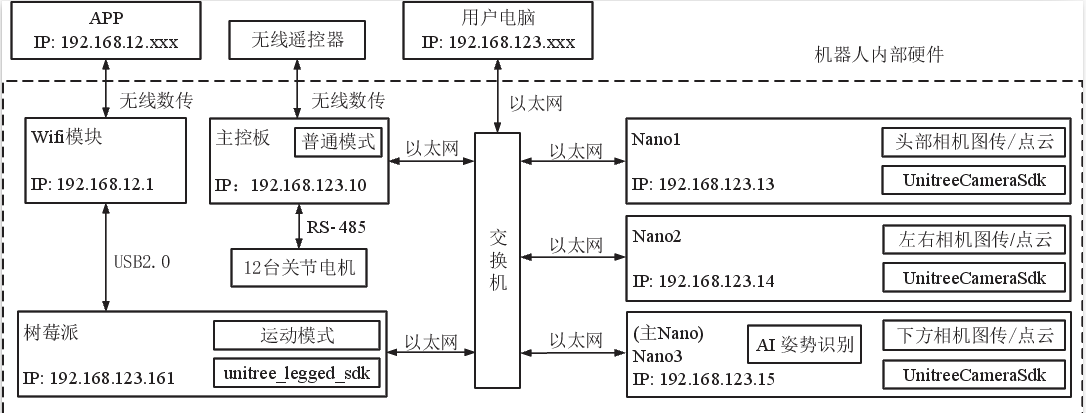 APP
IP: 192.168.12.xxx
无线遥控器
用户电脑
IP: 192.168.123.xxx
机器人内部硬件
无线数传
无线数传
以太网
Wifi模块
IP: 192.168.12.1
主控板
普通模式
IP: 192.168.123.10
以太网
RS-485
12台关节电机
USB2.0
树莓派
运动模式
IP: 192.168.123.161
unitree_legged_sdk
以太网
交换机
以太网
Nano1
头部相机图传/点云
IP: 192.168.123.13
UnitreeCameraSdk
以太网
Nano2
左右相机图传/点云
IP: 192.168.123.14
UnitreeCameraSdk
以太网
(主Nano)
Nano3
AI 姿势识别
下方相机图传/点云
IP: 192.168.123.15
UnitreeCameraSdk